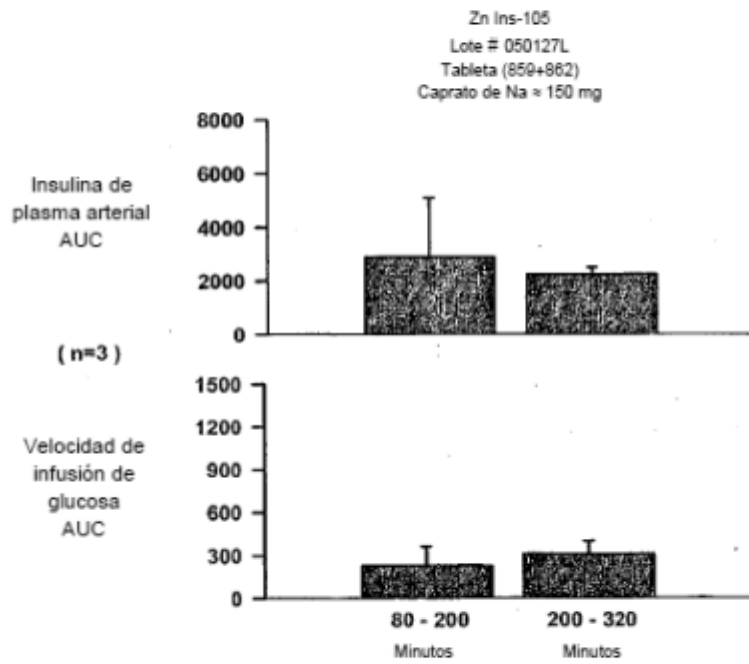 Zn Ins-105
Lote # 050127L
Tableta (859+862)
Caprato de Na ≈ 150 mg
8000
6000
4000
2000
0
Insulina de
plasma arterial
AUC
( n=3 )
1500
1200
900
600
300
0
Velocidad de
infusión de
glucosa
AUC
80 - 200
200 - 320
Minutos
Minutos